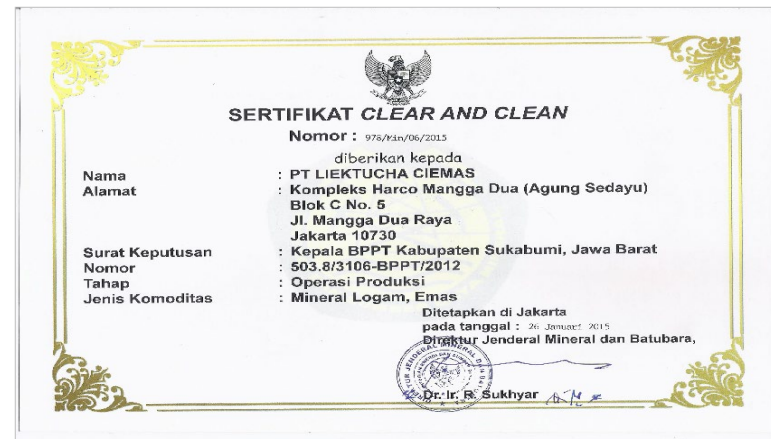 SERTIFIKAT CLEAR AND CLEAN
Nomor : 978/Min/06/2015
diberikan kepada
Nama : PT LIEKTUCHA CIEMAS
Alamat : Kompleks Harco Mangga Dua (Agung Sedayu)
Blok C No. 5
Jl. Mangga Dua Raya
Jakarta 10730
Surat Keputusan : Kepala BPPT Kabupaten Sukabumi, Jawa Barat
Nomor : 503.8/3106-BPPT/2012
Tahap : Operasi Produksi
Jenis Komoditas : Mineral Logam, Emas
Ditetapkan di Jakarta
pada tanggal : 26 Januari 2015
Direktur Jenderal Mineral dan Batubara,
Dr. Ir. R. Sukhyar